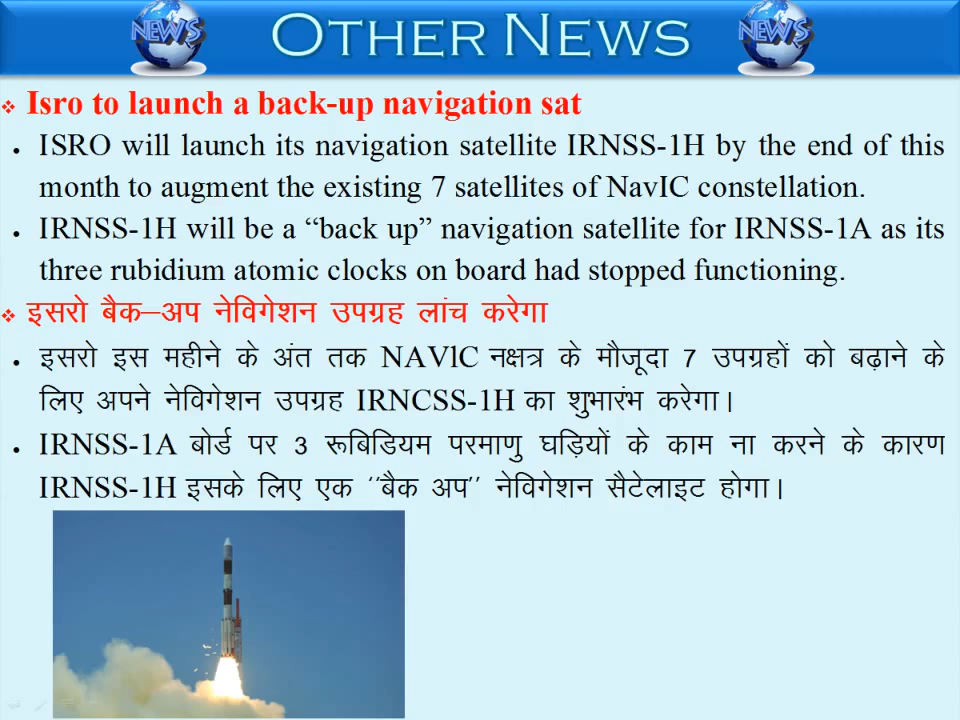 NEWS OTHER NEWS NEWS
Isro to launch a back-up navigation sat
ISRO will launch its navigation satellite IRNSS-1H by the end of this
month to augment the existing 7 satellites of NavIC constellation.
IRNSS-1H will be a “back up” navigation satellite for IRNSS-1A as its
three rubidium atomic clocks on board had stopped functioning.
इसरो बैक–अप नेविगेशन उपग्रह लांच करेगा
इसरो इस महीने के अंत तक NAVlC नक्षत्र के मौजूदा 7 उपग्रहों को बढ़ाने के
लिए अपने नेविगेशन उपग्रह IRNCSS-1H का शुभारंभ करेगा।
IRNSS-1A बोर्ड पर 3 रूबिडियम परमाणु घड़ियों के काम ना करने के कारण
IRNSS-1H इसके लिए एक “बैक अप” नेविगेशन सैटेलाइट होगा।